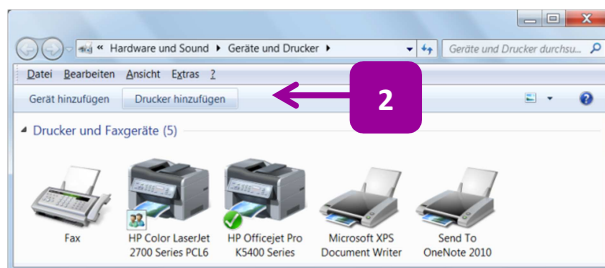 « Hardware und Sound ▸ Geräte und Drucker ▸ Geräte und Drucker durchsu...
Datei Bearbeiten Ansicht Extras ?
Gerät hinzufügen Drucker hinzufügen 2
Drucker und Faxgeräte (5)
Fax HP Color LaserJet HP Officejet Pro Microsoft XPS Send To
2700 Series PCL6 K5400 Series Document Writer OneNote 2010